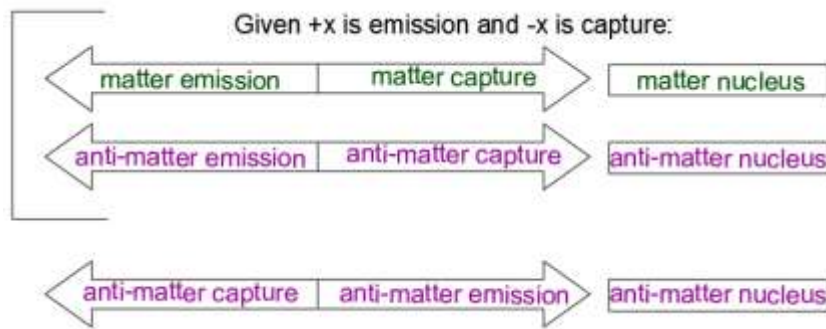 Given +x is emission and -x is capture:
matter emission matter capture matter nucleus
anti-matter emission anti-matter capture anti-matter nucleus
anti-matter capture anti-matter emission anti-matter nucleus